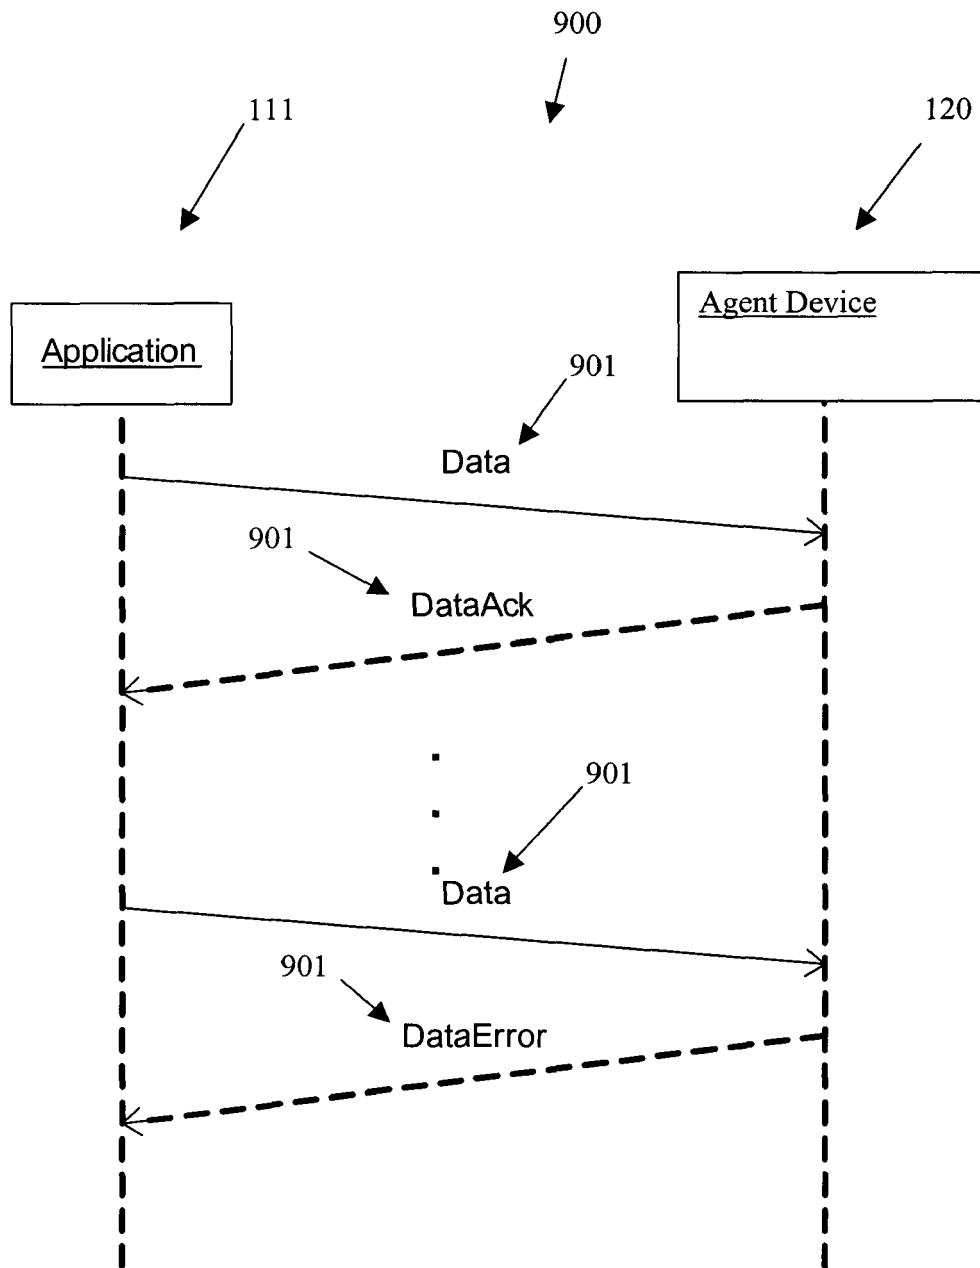 900
111
120
Application
Agent Device
901
Data
901
DataAck
901
Data
901
DataError